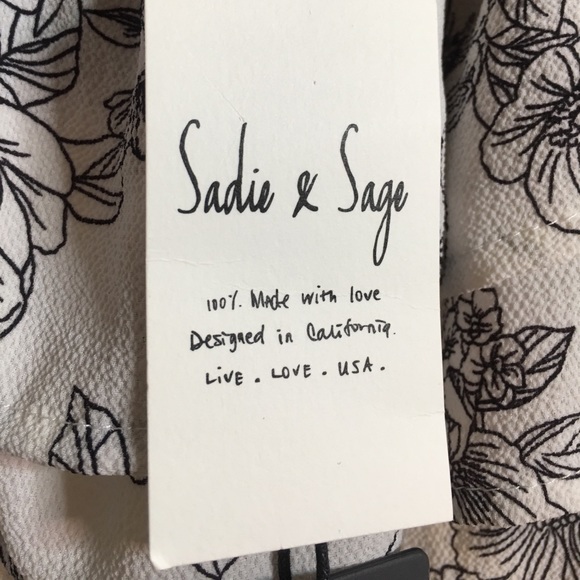 Sadie & Sage
100% Made with love
Designed in California.
LIVE . LOVE . USA .